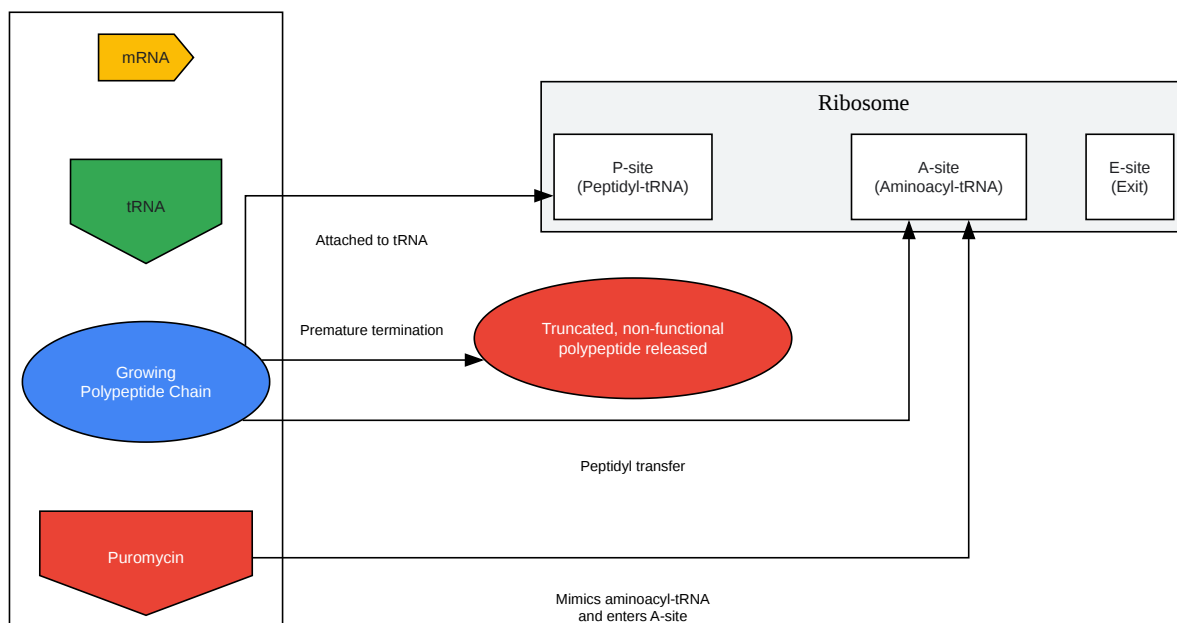 mRNA
Ribosome
P-site
(Peptidyl-tRNA)
A-site
(Aminoacyl-tRNA)
E-site
(Exit)
tRNA
Attached to tRNA
Premature termination
Truncated, non-functional
polypeptide released
Growing
Polypeptide Chain
Peptidyl transfer
Puromycin
Mimics aminoacyl-tRNA
and enters A-site